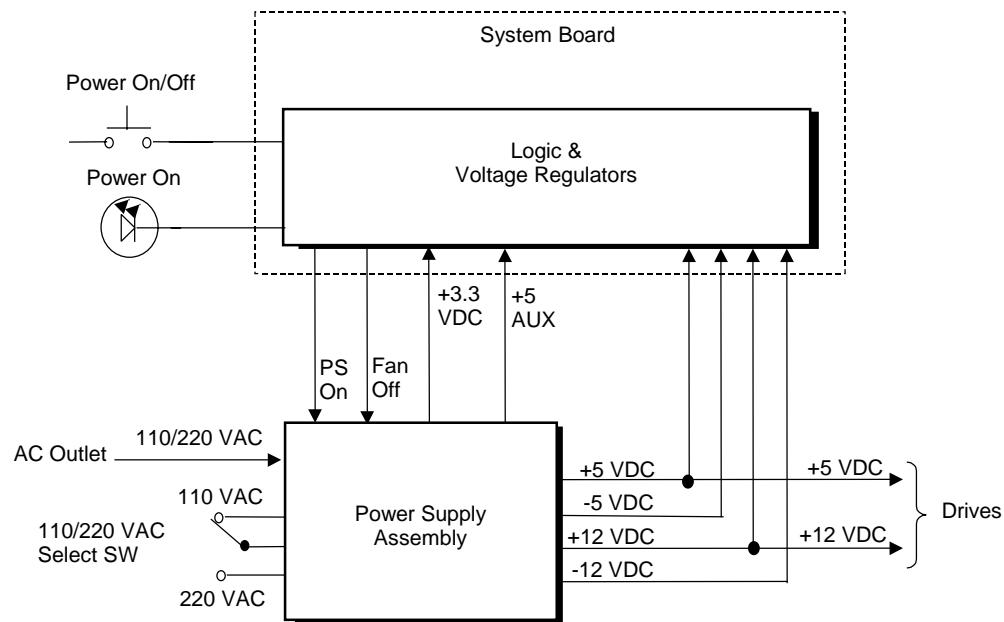 System Board
Power On/Off
Logic &
Voltage Regulators
Power On
+3.3
VDC
+5
AUX
PS
On
Fan
Off
AC Outlet
110/220 VAC
110 VAC
110/220 VAC
Select SW
220 VAC
Power Supply
Assembly
+5 VDC
-5 VDC
+12 VDC
-12 VDC
+5 VDC
+12 VDC
Drives